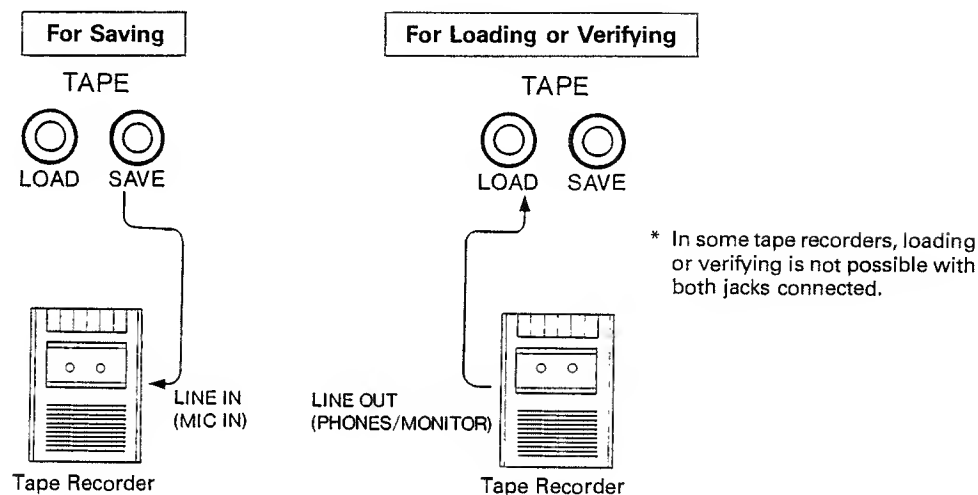 For Saving
TAPE
LOAD SAVE
LINE IN
(MIC IN)
Tape Recorder
For Loading or Verifying
TAPE
LOAD SAVE
LINE OUT
(PHONES/MONITOR)
Tape Recorder
* In some tape recorders, loading
or verifying is not possible with
both jacks connected.